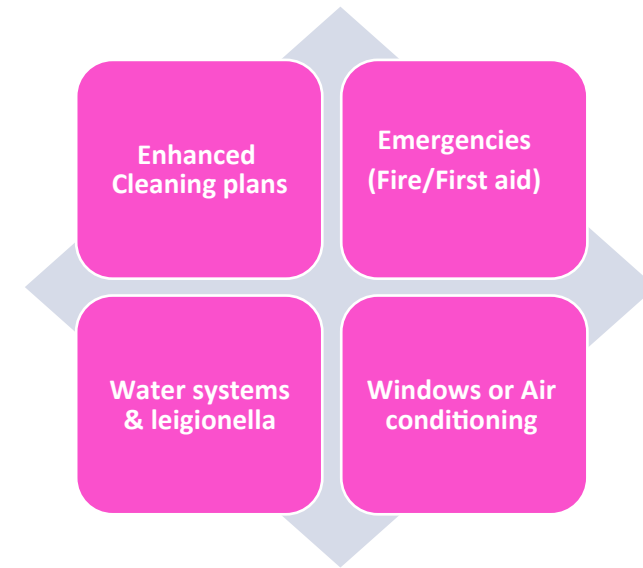 Enhanced
Cleaning plans
Emergencies
(Fire/First aid)
Water systems
& leigionella
Windows or Air
conditioning